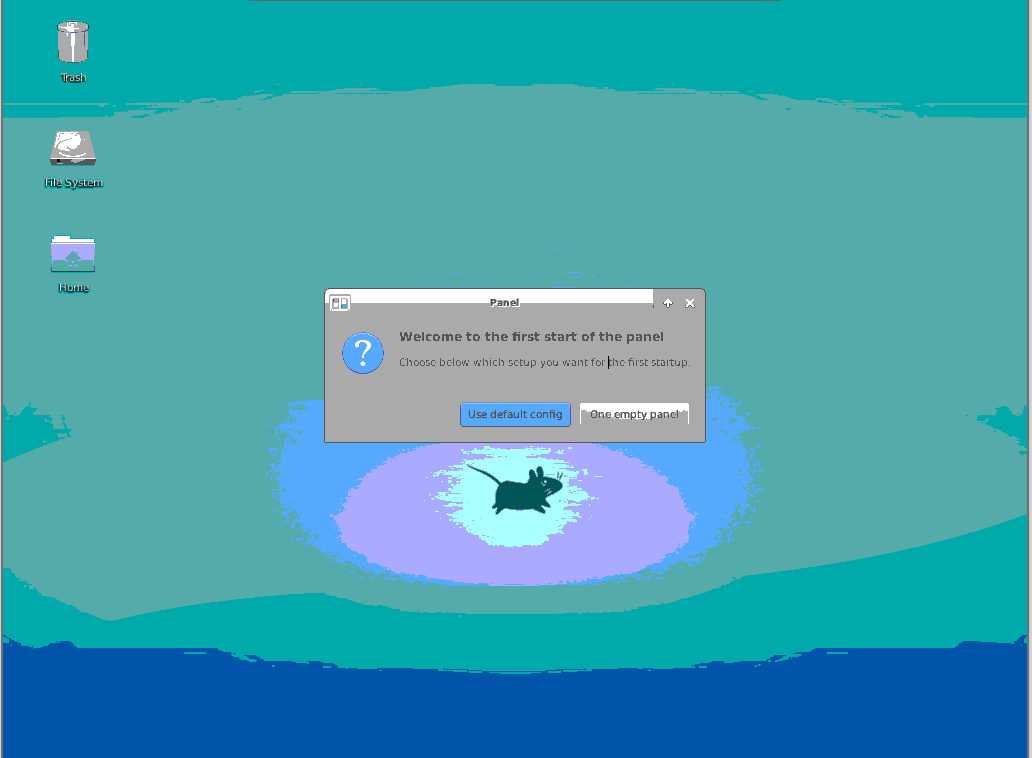 Trash
File System
Home
Panel
Welcome to the first start of the panel
Choose below which setup you want for the first startup.
Use default config
One empty panel